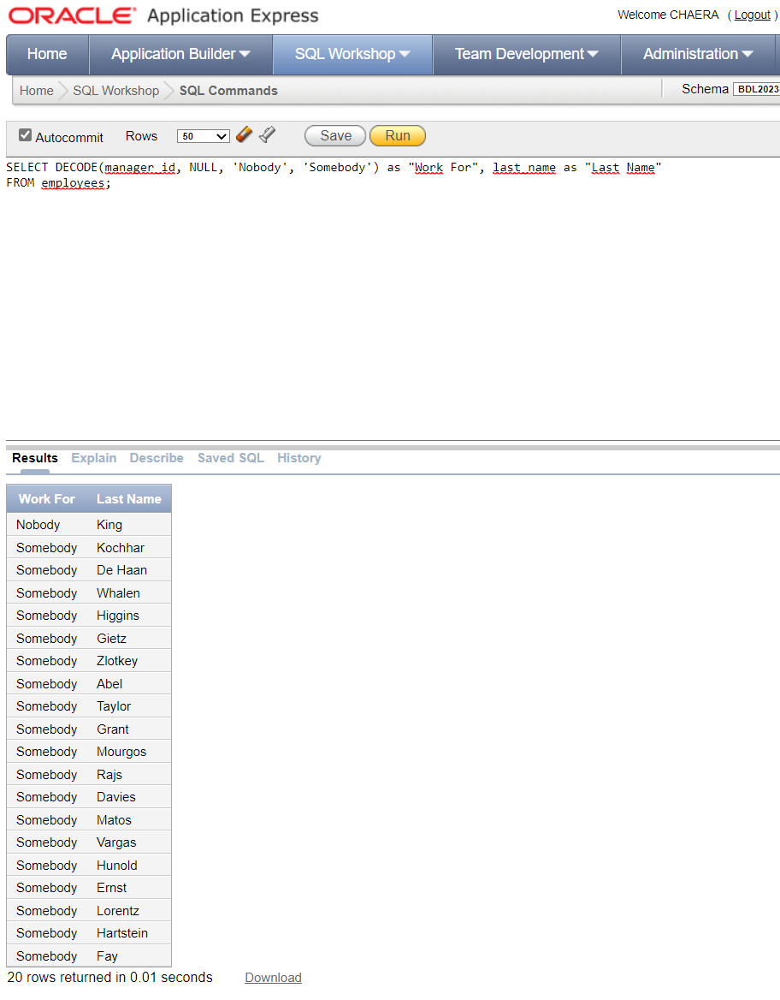 ORACLE® Application Express
Welcome CHAERA ( Logout )
Home Application Builder SQL Workshop Team Development Administration
Home SQL Workshop SQL Commands Schema BDL2023
Autocommit Rows 50 Save Run
SELECT DECODE(manager_id, NULL, 'Nobody', 'Somebody') as "Work For", last_name as "Last Name"
FROM employees;
Results Explain Describe Saved SQL History
Work For Last Name
Nobody King
Somebody Kochhar
Somebody De Haan
Somebody Whalen
Somebody Higgins
Somebody Gietz
Somebody Zlotkey
Somebody Abel
Somebody Taylor
Somebody Grant
Somebody Mourgos
Somebody Rajs
Somebody Davies
Somebody Matos
Somebody Vargas
Somebody Hunold
Somebody Ernst
Somebody Lorentz
Somebody Hartstein
Somebody Fay
20 rows returned in 0.01 seconds Download